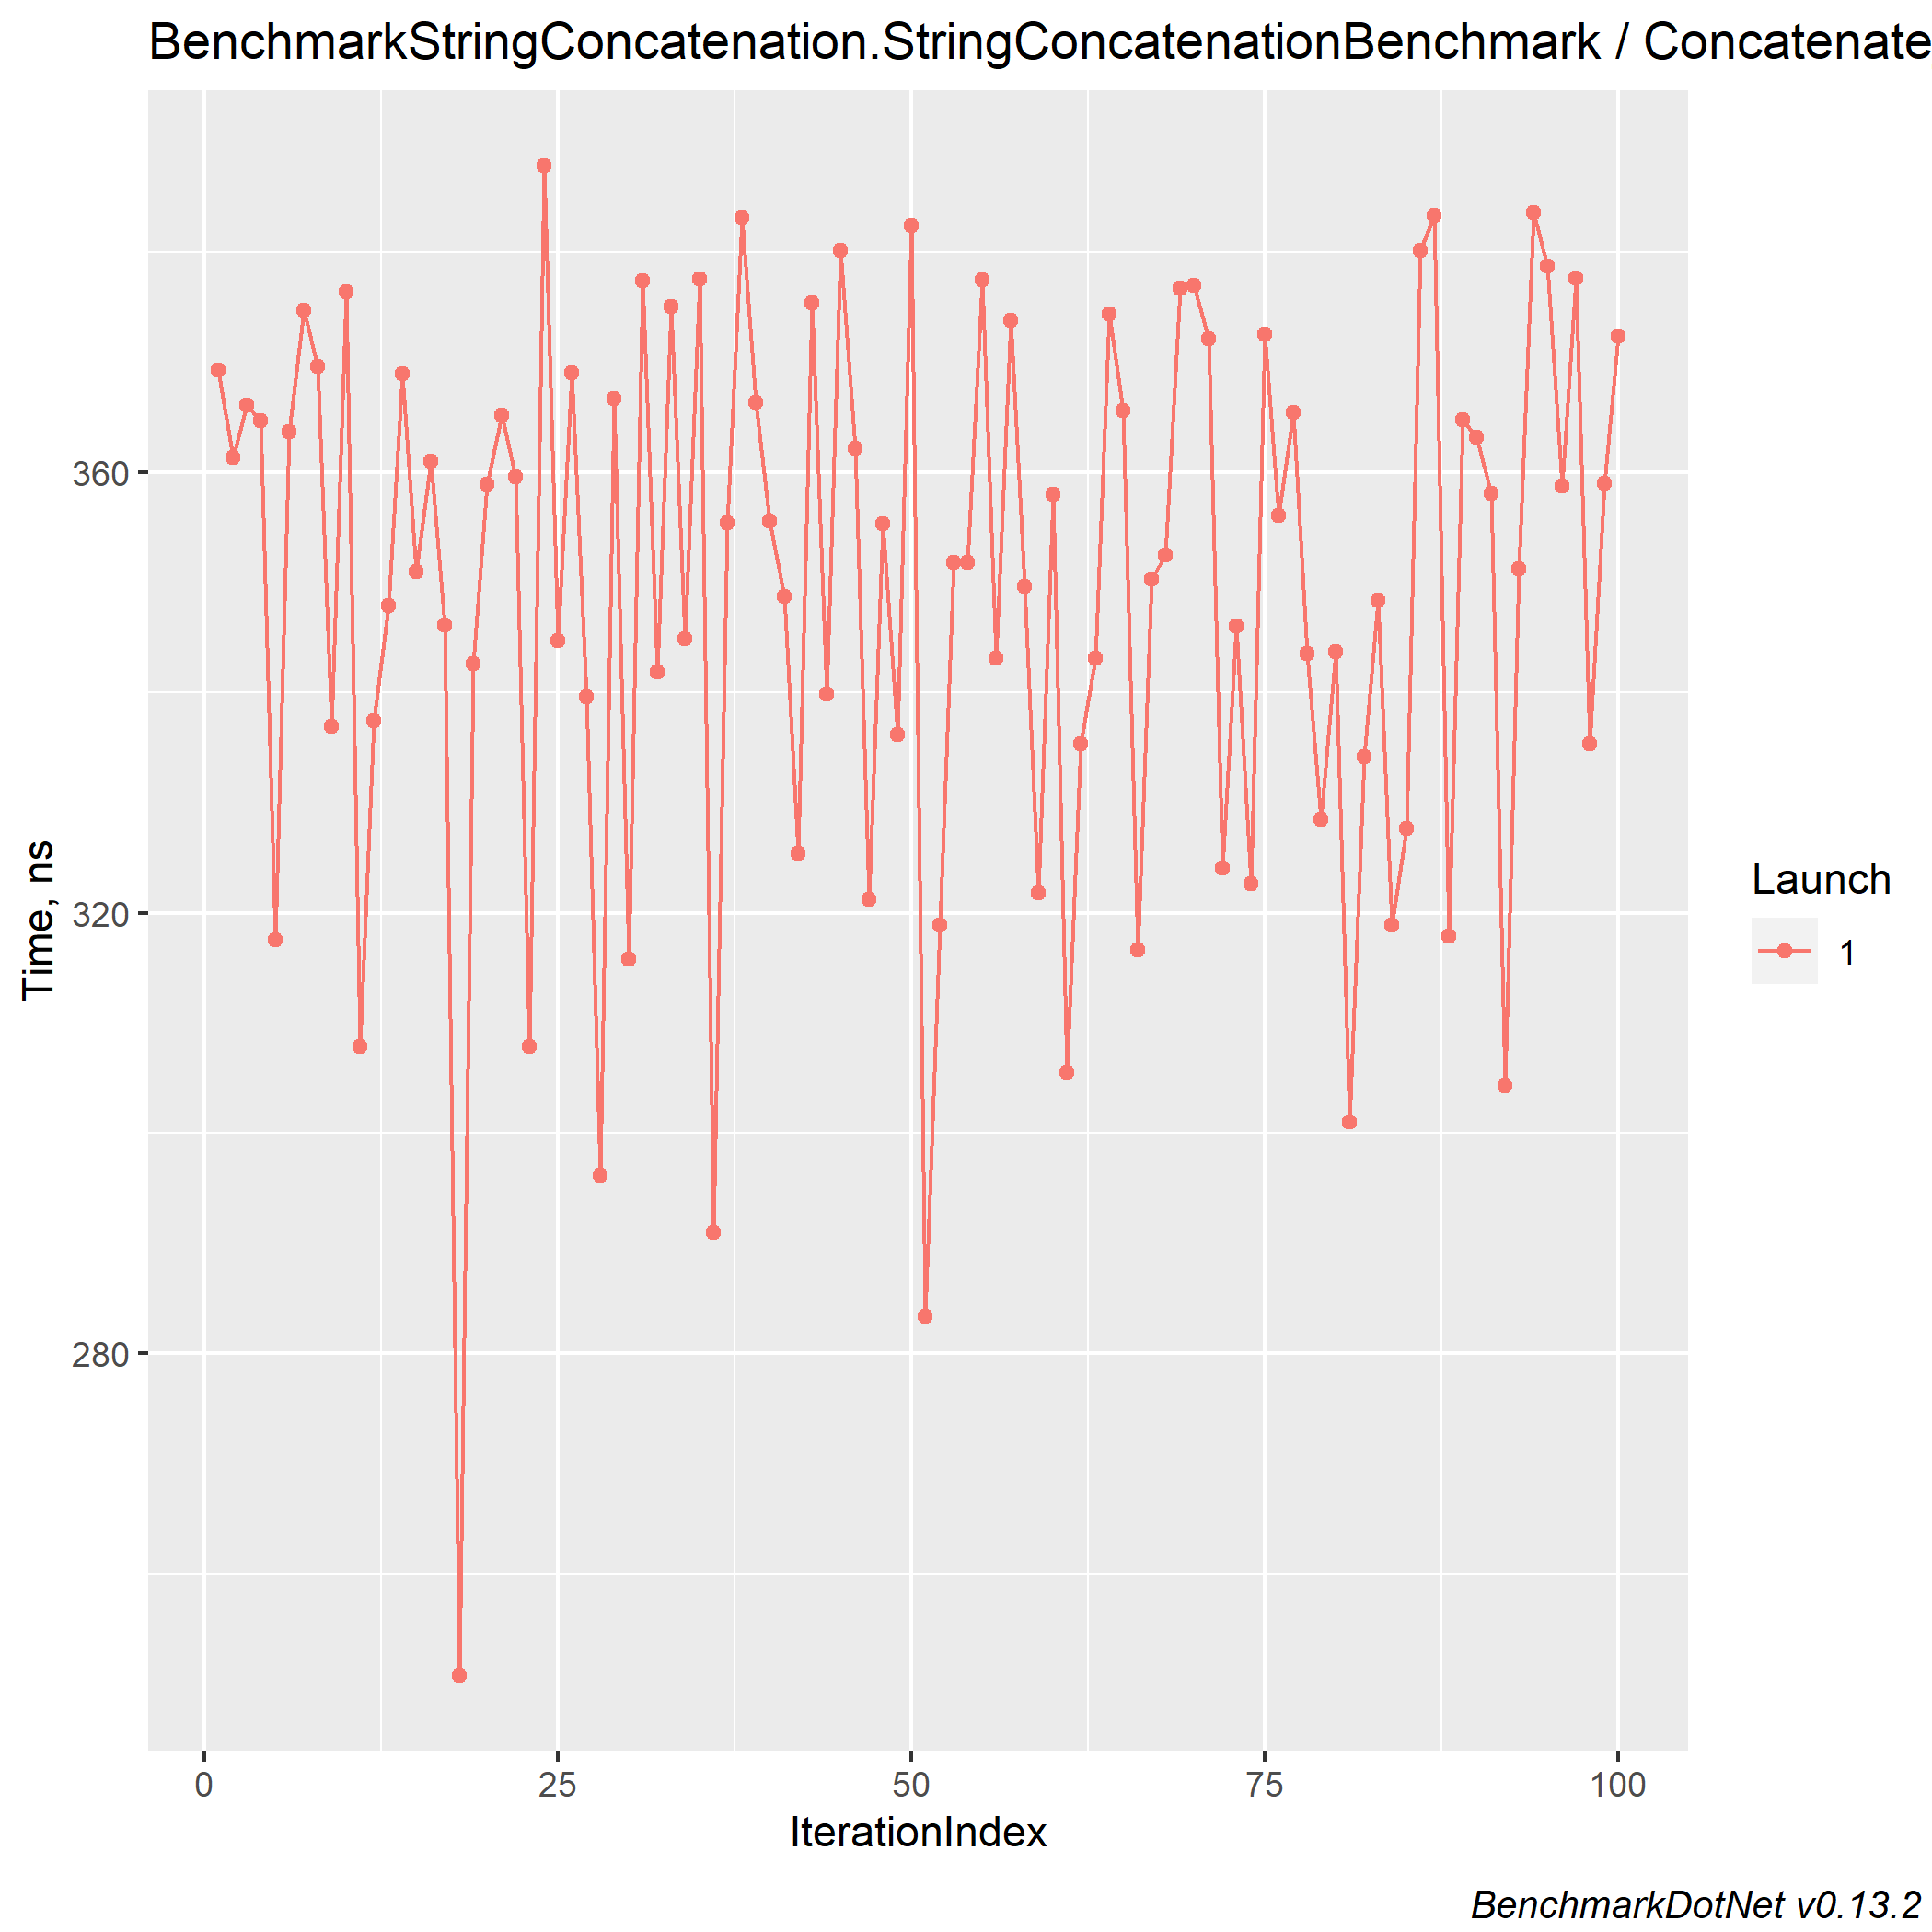 BenchmarkStringConcatenation.StringConcatenationBenchmark / Concatenate
360
320
280
Time, ns
0 25 50 75 100
IterationIndex
Launch
1
BenchmarkDotNet v0.13.2